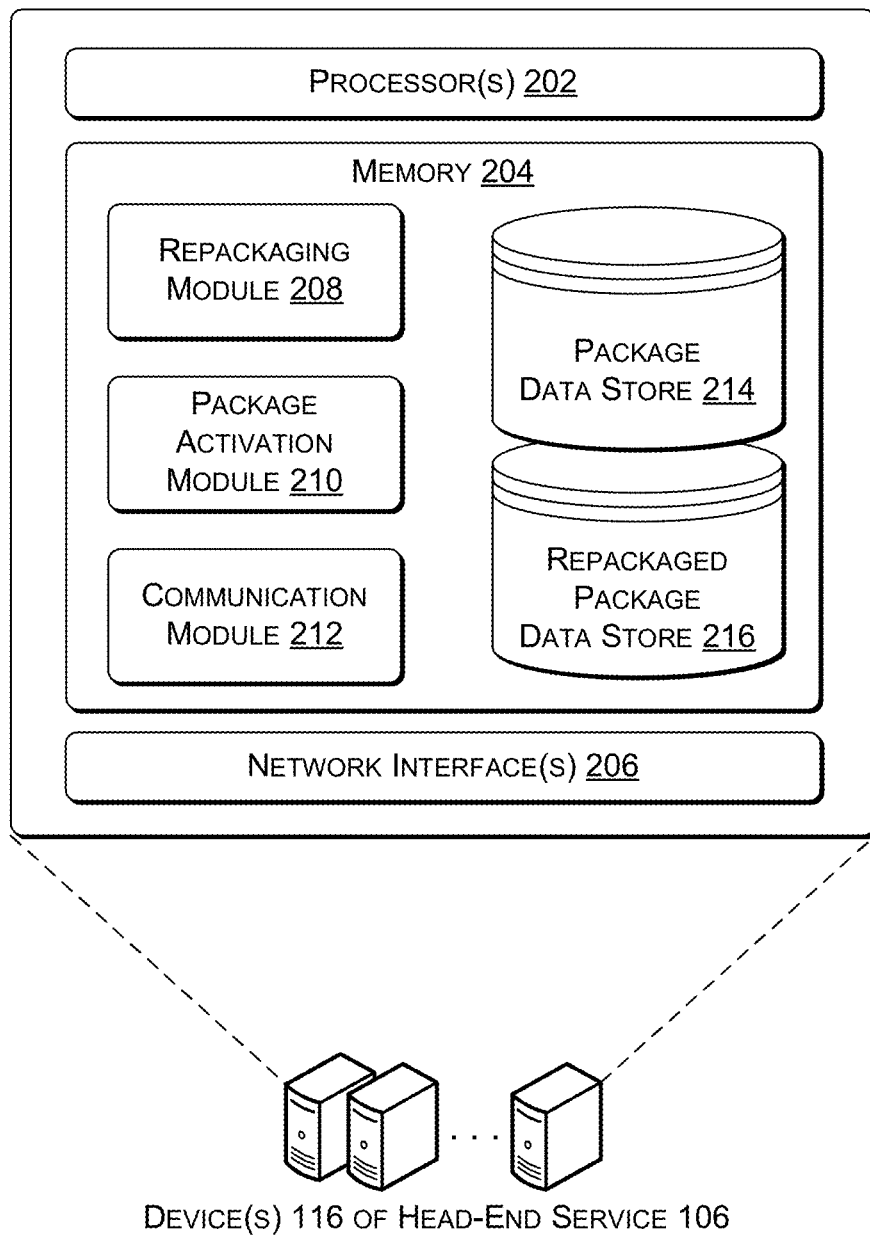 PROCESSOR(S) 202
MEMORY 204
REPACKAGING
MODULE 208
PACKAGE
ACTIVATION
MODULE 210
COMMUNICATION
MODULE 212
PACKAGE
DATA STORE 214
REPACKAGED
PACKAGE
DATA STORE 216
NETWORK INTERFACE(S) 206
. . .
DEVICE(S) 116 OF HEAD-END SERVICE 106